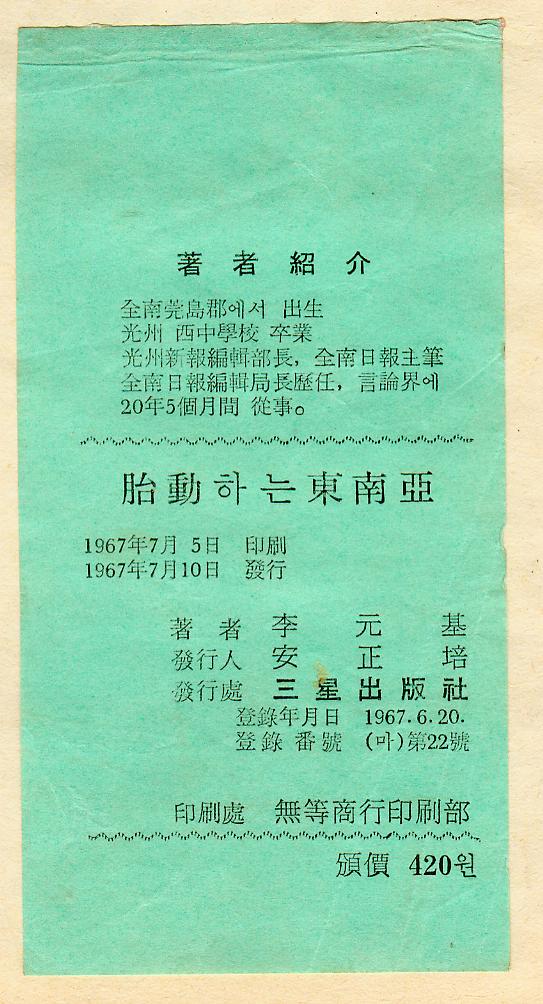 著者紹介
全南莞島郡에서 出生
光州 西中學校 卒業
光州新報編輯部長, 全南日報主筆
全南日報編輯局長歷任, 言論界에
20年5個月間 從事。
胎動하는東南亞
1967年7月 5日 印刷
1967年7月10日 發行
著者 李元基
發行人 安正培
發行處 三星出版社
登錄年月日 1967.6.20.
登錄番號 (마)第22號
印刷處 無等商行印刷部
頒價 420원